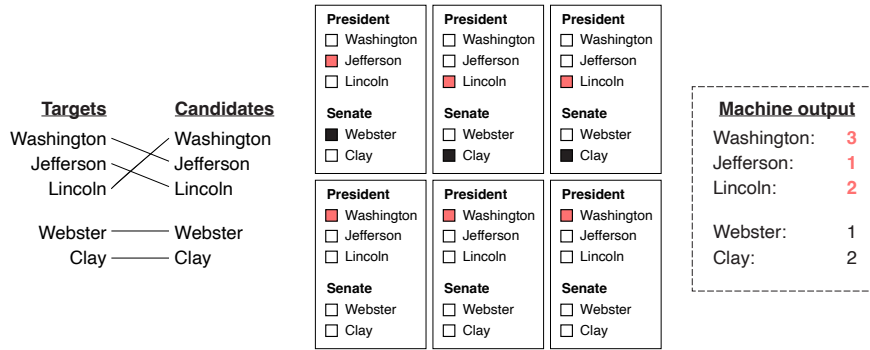 Targets
Candidates
Washington
Jefferson
Lincoln
Webster
Clay
Washington
Jefferson
Lincoln
Webster
Clay
President
Washington
Jefferson
Lincoln
Senate
Webster
Clay
President
Washington
Jefferson
Lincoln
Senate
Webster
Clay
President
Washington
Jefferson
Lincoln
Senate
Webster
Clay
President
Washington
Jefferson
Lincoln
Senate
Webster
Clay
President
Washington
Jefferson
Lincoln
Senate
Webster
Clay
President
Washington
Jefferson
Lincoln
Senate
Webster
Clay
Machine output
Washington: 3
Jefferson: 1
Lincoln: 2
Webster: 1
Clay: 2